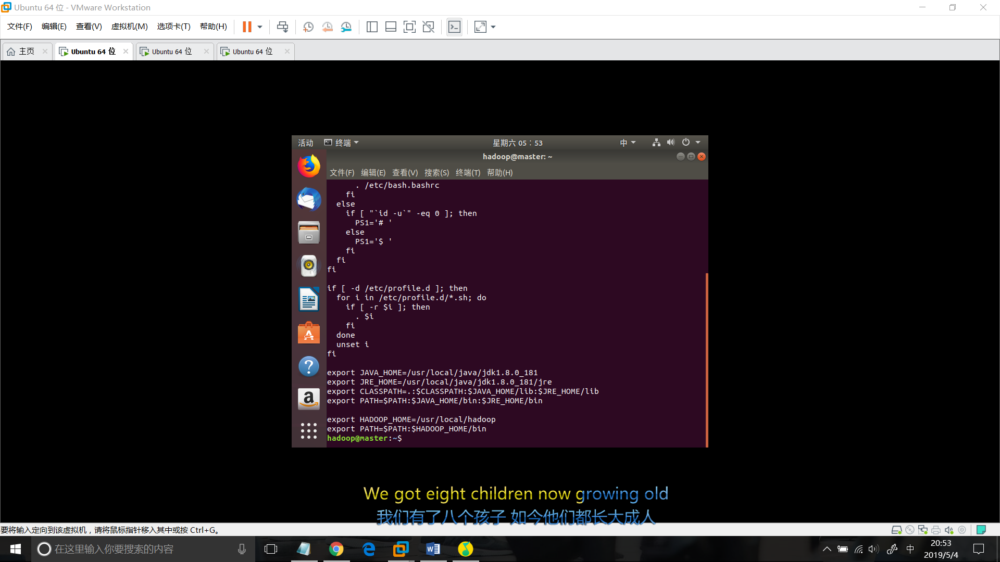 Ubuntu 64 位 - VMware Workstation
文件(F) 编辑(E) 查看(V) 虚拟机(M) 选项卡(T) 帮助(H)
主页 Ubuntu 64 位 Ubuntu 64 位 Ubuntu 64 位
活动 终端 星期六 05：53 中
hadoop@master: ~
文件(F) 编辑(E) 查看(V) 搜索(S) 终端(T) 帮助(H)
      . /etc/bash.bashrc
    fi
  else
    if [ "`id -u`" -eq 0 ]; then
      PS1='# '
    else
      PS1='$ '
    fi
  fi
fi
if [ -d /etc/profile.d ]; then
  for i in /etc/profile.d/*.sh; do
    if [ -r $i ]; then
      . $i
    fi
  done
  unset i
fi
export JAVA_HOME=/usr/local/java/jdk1.8.0_181
export JRE_HOME=/usr/local/java/jdk1.8.0_181/jre
export CLASSPATH=.:$CLASSPATH:$JAVA_HOME/lib:$JRE_HOME/lib
export PATH=$PATH:$JAVA_HOME/bin:$JRE_HOME/bin
export HADOOP_HOME=/usr/local/hadoop
export PATH=$PATH:$HADOOP_HOME/bin
hadoop@master:~$
We got eight children now growing old
我们有了八个孩子 如今他们都长大成人
要将输入定向到该虚拟机，请将鼠标指针移入其中或按 Ctrl+G。
在这里输入你要搜索的内容
中
20:53
2019/5/4